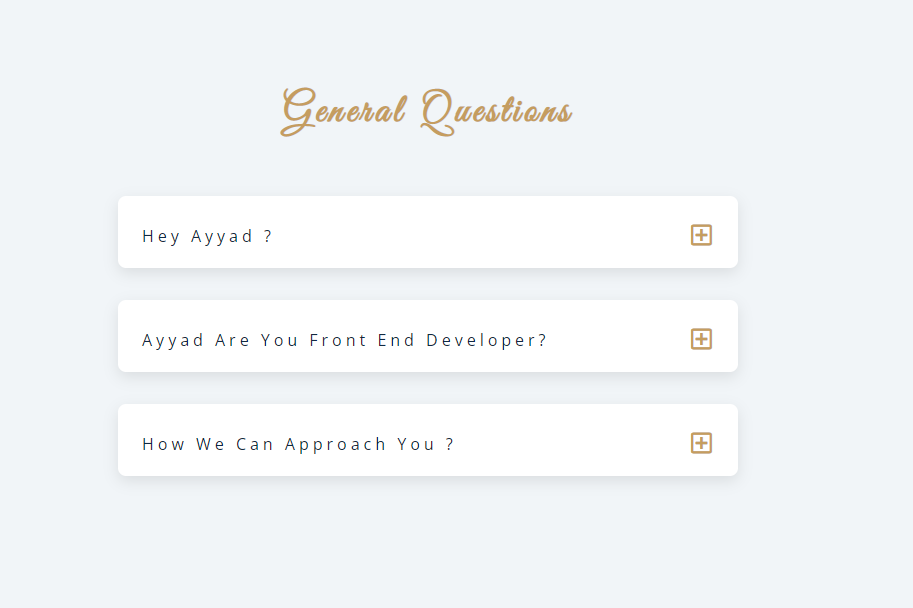 General Questions
Hey Ayyad ?
Ayyad Are You Front End Developer?
How We Can Approach You ?